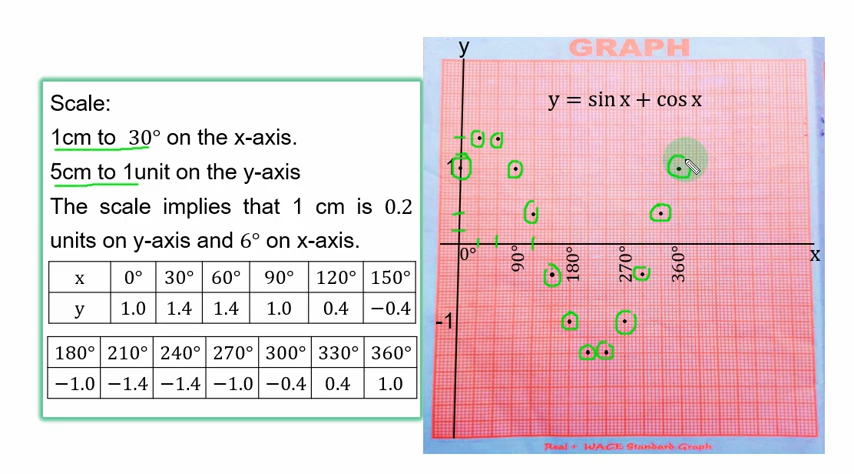 Scale:
1cm to 30° on the x-axis.
5cm to 1unit on the y-axis
The scale implies that 1 cm is 0.2
units on y-axis and 6° on x-axis.
x 0° 30° 60° 90° 120° 150°
y 1.0 1.4 1.4 1.0 0.4 −0.4
180° 210° 240° 270° 300° 330° 360°
−1.0 −1.4 −1.4 −1.0 −0.4 0.4 1.0
GRAPH
y
y = sin x + cos x
1
0° 90° 180° 270° 360° x
-1
Real + WACE Standard Graph